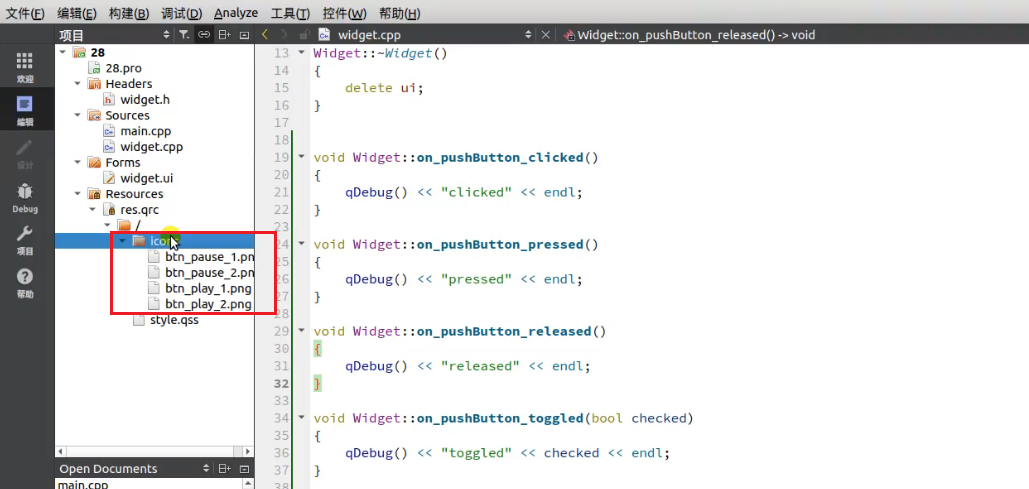 文件(F) 编辑(E) 构建(B) 调试(D) Analyze 工具(T) 控件(W) 帮助(H)
项目
widget.cpp
Widget::on_pushButton_released() -> void
欢迎
编辑
设计
Debug
项目
帮助
28
28.pro
Headers
widget.h
Sources
main.cpp
widget.cpp
Forms
widget.ui
Resources
res.qrc
/
btn_pause_1.pn
btn_pause_2.pn
btn_play_1.png
btn_play_2.png
style.qss
Open Documents
main.cpp
13 Widget::~Widget()
14 {
15 delete ui;
16 }
17
18
19 void Widget::on_pushButton_clicked()
20 {
21 qDebug() << "clicked" << endl;
22 }
23
24 void Widget::on_pushButton_pressed()
25 {
26 qDebug() << "pressed" << endl;
27 }
28
29 void Widget::on_pushButton_released()
30 {
31 qDebug() << "released" << endl;
32 }
33
34 void Widget::on_pushButton_toggled(bool checked)
35 {
36 qDebug() << "toggled" << checked << endl;
37 }
38